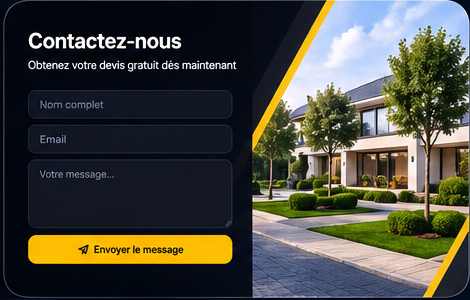 Contactez-nous
Obtenez votre devis gratuit dès maintenant
Nom complet
Email
Votre message...
Envoyer le message